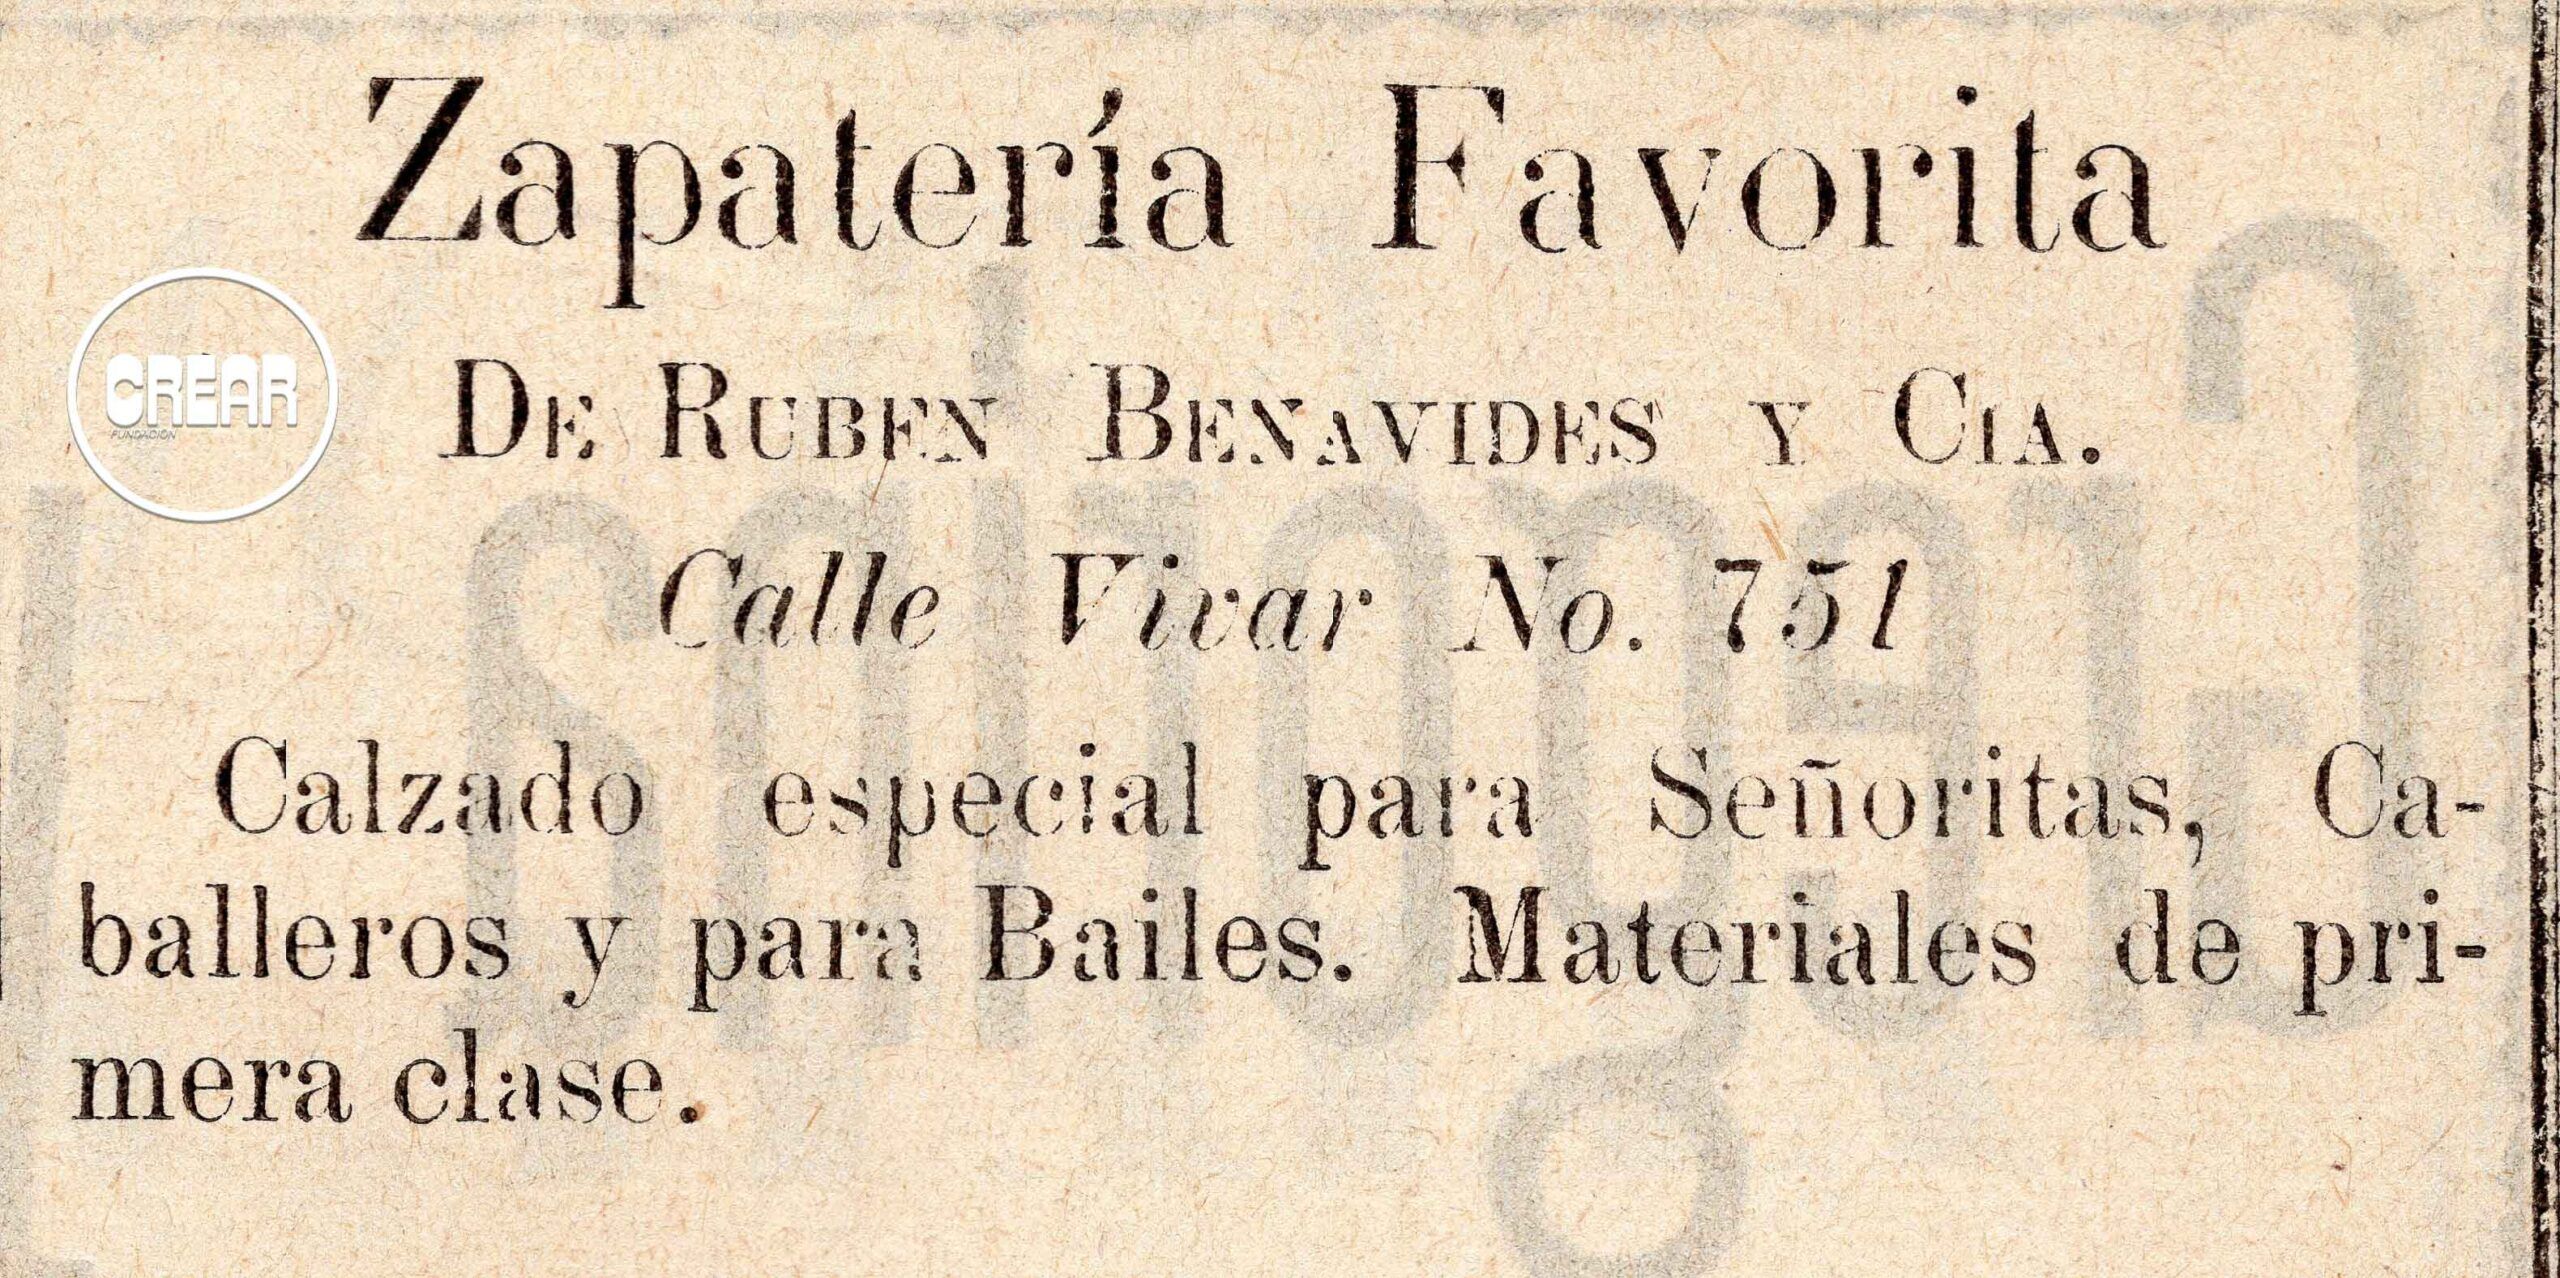 Zapatería Favorita
CREAR
FUNDACIÓN
DE RUBEN BENAVIDES Y CIA.
Calle Vivar No. 751
Calzado especial para Señoritas, Ca-
balleros y para Bailes. Materiales de pri-
mera clase.